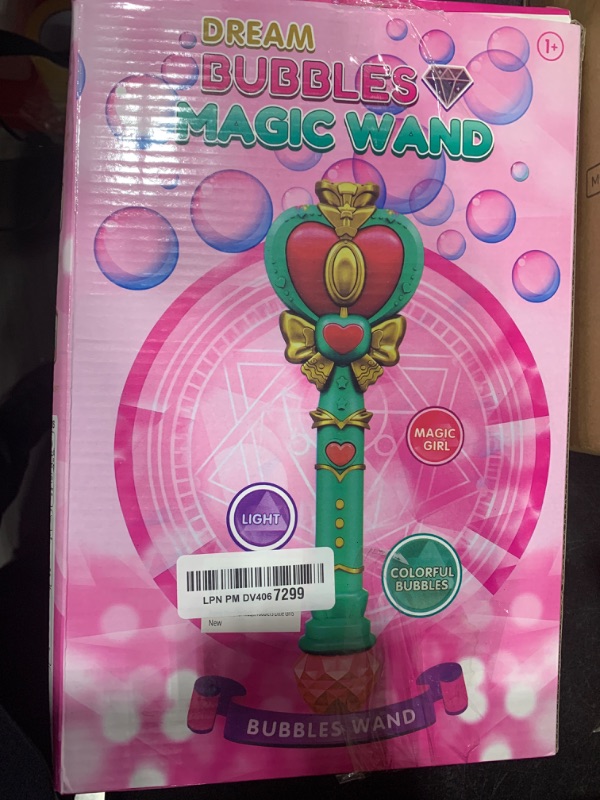 DREAM
BUBBLES
MAGIC WAND
1+
MAGIC
GIRL
LIGHT
COLORFUL
BUBBLES
LPN PM DV406 7299
New
BUBBLES WAND